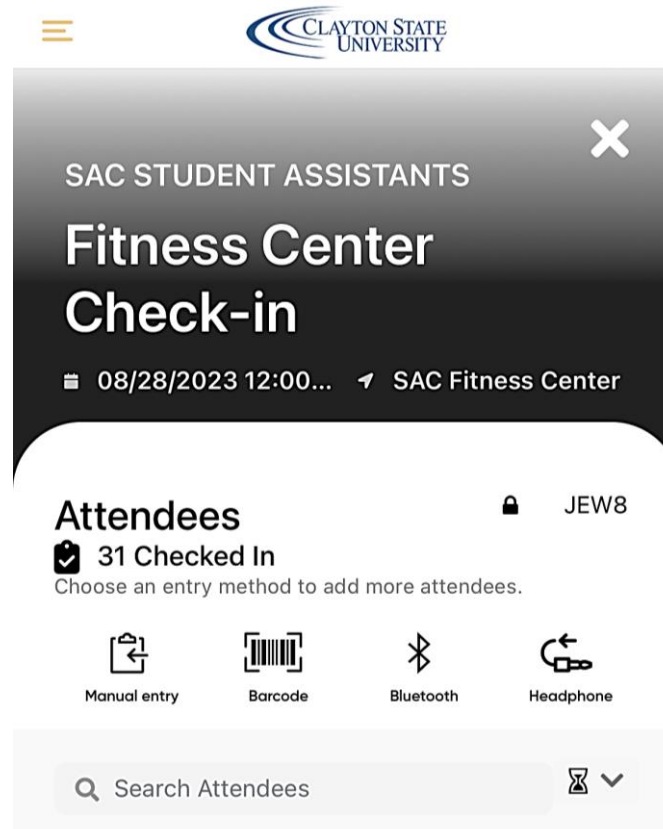 CLAYTON STATE
UNIVERSITY
SAC STUDENT ASSISTANTS
Fitness Center
Check-in
08/28/2023 12:00... SAC Fitness Center
Attendees JEW8
31 Checked In
Choose an entry method to add more attendees.
Manual entry Barcode Bluetooth Headphone
Search Attendees